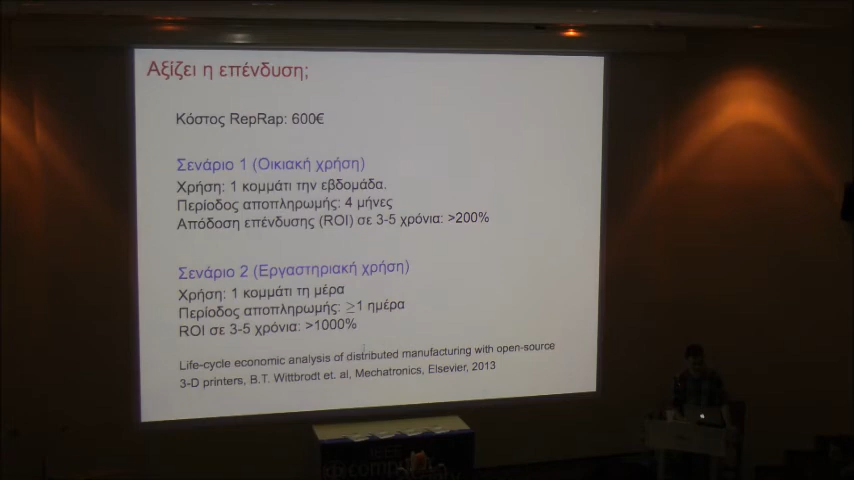 Αξίζει η επένδυση;
Κόστος RepRap: 600€
Σενάριο 1 (Οικιακή χρήση)
Χρήση: 1 κομμάτι την εβδομάδα.
Περίοδος αποπληρωμής: 4 μήνες
Απόδοση επένδυσης (ROI) σε 3-5 χρόνια: >200%
Σενάριο 2 (Εργαστηριακή χρήση)
Χρήση: 1 κομμάτι τη μέρα
Περίοδος αποπληρωμής: ≥1 ημέρα
ROI σε 3-5 χρόνια: >1000%
Life-cycle economic analysis of distributed manufacturing with open-source
3-D printers, B.T. Wittbrodt et. al, Mechatronics, Elsevier, 2013